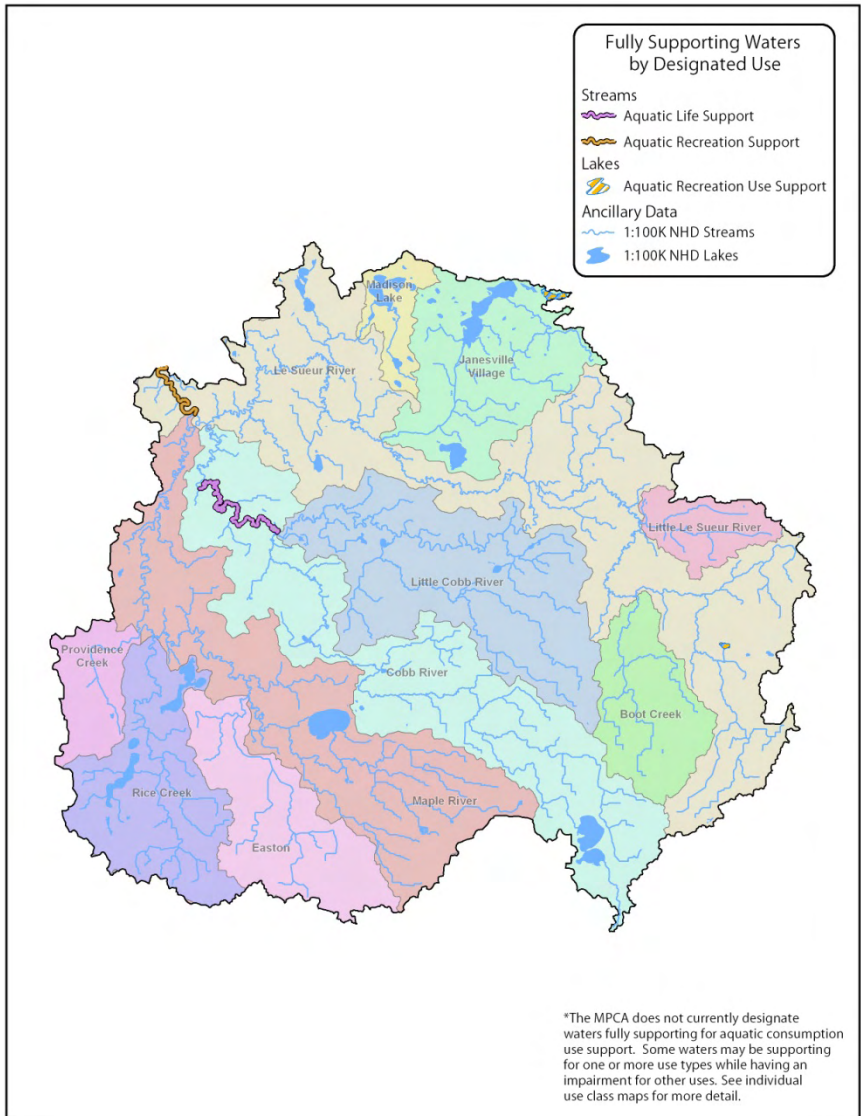 Fully Supporting Waters
by Designated Use
Streams
Aquatic Life Support
Aquatic Recreation Support
Lakes
Aquatic Recreation Use Support
Ancillary Data
1:100K NHD Streams
1:100K NHD Lakes
Madison
Lake
Janesville
Village
Le Sueur River
Little Le Sueur River
Little Cobb River
Providence
Creek
Cobb River
Boot Creek
Rice Creek
Maple River
Easton
*The MPCA does not currently designate
waters fully supporting for aquatic consumption
use support. Some waters may be supporting
for one or more use types while having an
impairment for other uses. See individual
use class maps for more detail.